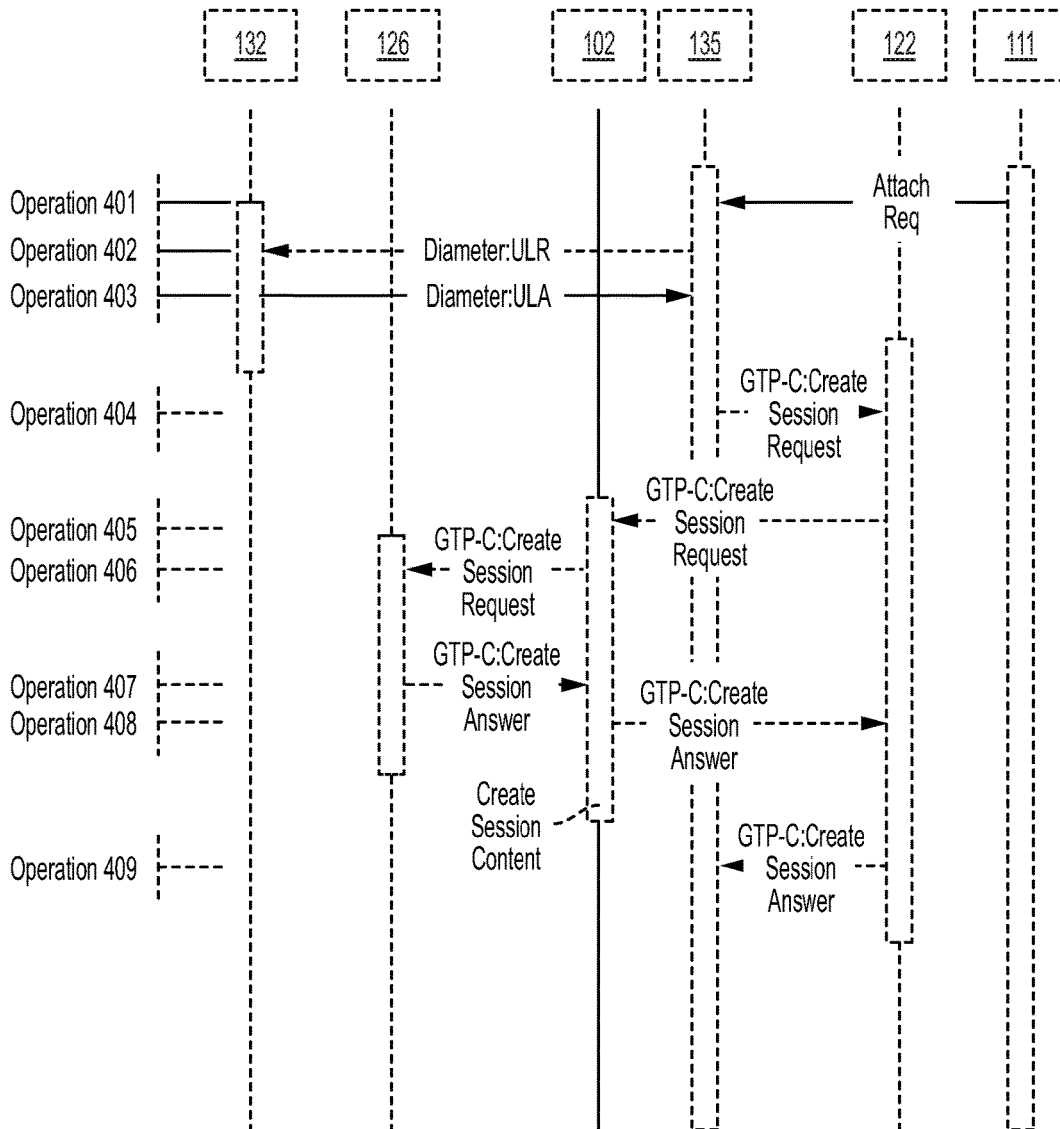 132
126
102
135
122
111
Operation 401
Attach
Req
Operation 402
Diameter:ULR
Operation 403
Diameter:ULA
Operation 404
GTP-C:Create
Session
Request
Operation 405
GTP-C:Create
Session
Request
Operation 406
GTP-C:Create
Session
Request
Operation 407
GTP-C:Create
Session
Answer
Operation 408
GTP-C:Create
Session
Answer
Create
Session
Content
Operation 409
GTP-C:Create
Session
Answer